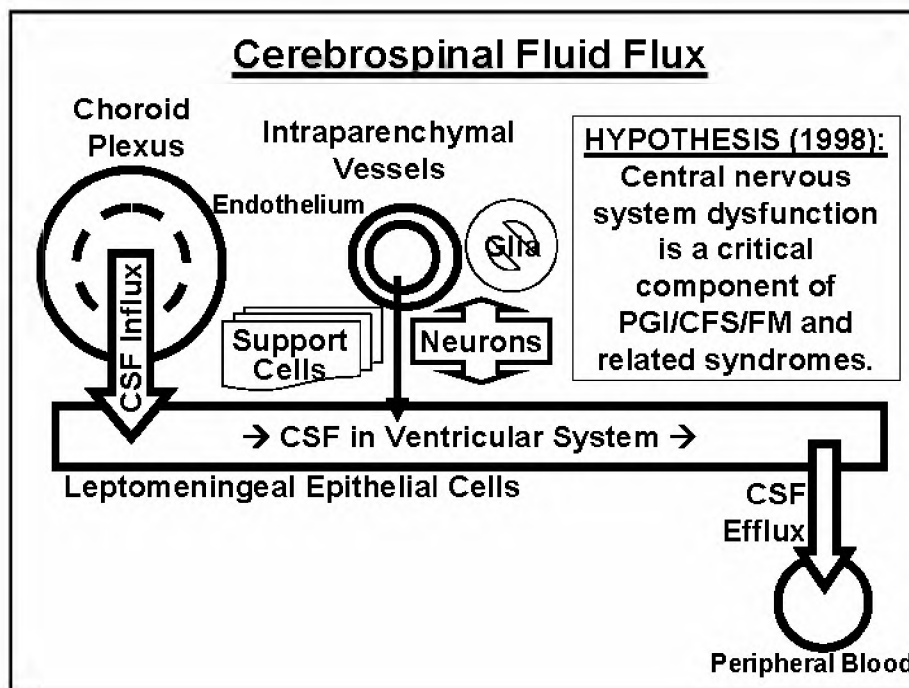 Cerebrospinal Fluid Flux
Choroid
Plexus
Intraparenchymal
Vessels
Endothelium
Glia
CSF Influx
Support
Cells
Neurons
HYPOTHESIS (1998):
Central nervous
system dysfunction
is a critical
component of
PGI/CFS/FM and
related syndromes.
→ CSF in Ventricular System →
Leptomeningeal Epithelial Cells
CSF
Efflux
Peripheral Blood